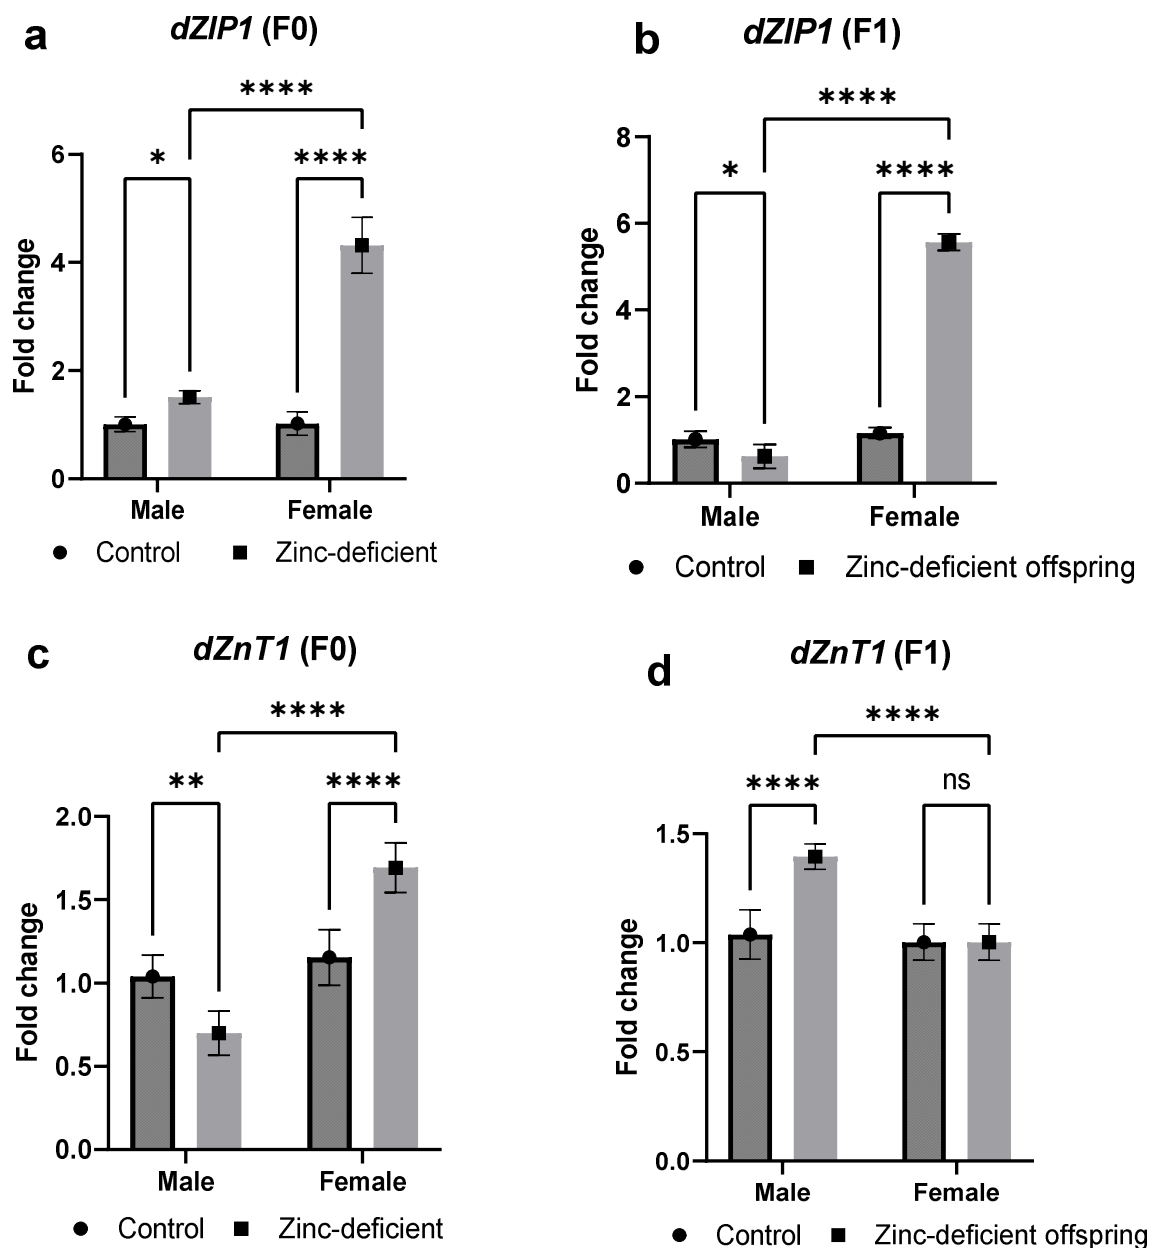 a
dZIP1 (F0)
****
* ****
6
4
2
0
Fold change
Male Female
Control Zinc-deficient
b
dZIP1 (F1)
****
* ****
8
6
4
2
0
Fold change
Male Female
Control Zinc-deficient offspring
c
dZnT1 (F0)
****
** ****
2.0
1.5
1.0
0.5
0.0
Fold change
Male Female
Control Zinc-deficient
d
dZnT1 (F1)
****
**** ns
1.5
1.0
0.5
0.0
Fold change
Male Female
Control Zinc-deficient offspring